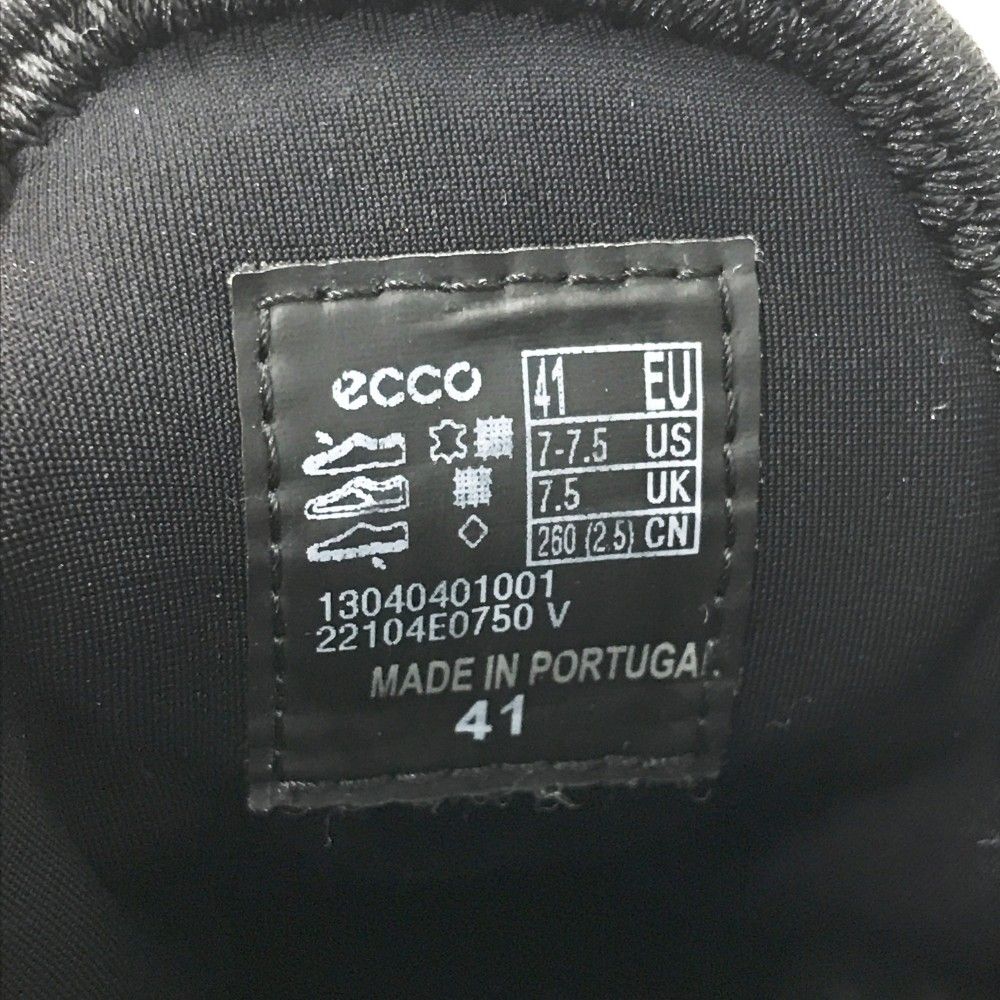 ecco
41 EU
7-7.5 US
7.5 UK
260 (2.5) CN
13040401001
22104E0750 V
MADE IN PORTUGAL
41